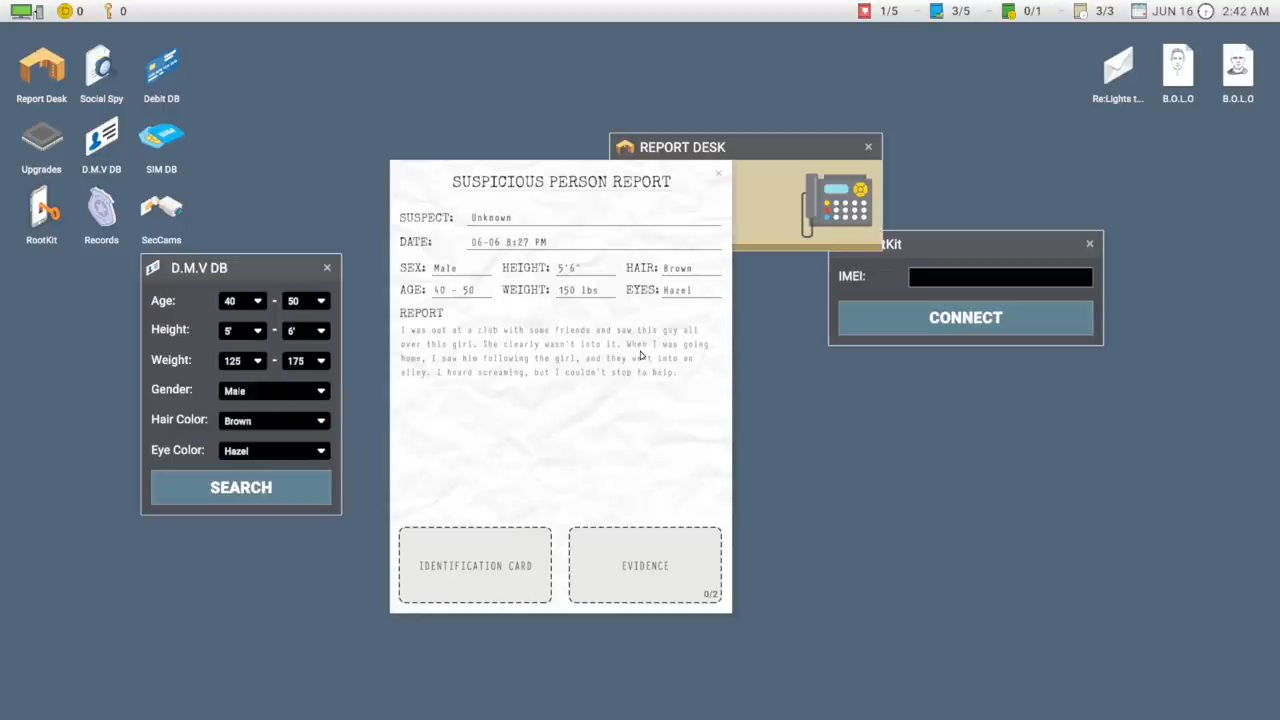 0 0 1/5 3/5 0/1 3/3 JUN 16 2:42 AM
Report Desk Social Spy Debit DB
Re:Lights t... B.O.L.O B.O.L.O
Upgrades D.M.V DB SIM DB
SIM
RootKit Records SecCams
REPORT DESK ×
SUSPICIOUS PERSON REPORT ×
SUSPECT: Unknown
DATE: 06-06 8:27 PM
SEX: Male HEIGHT: 5'6" HAIR: Brown
AGE: 40 - 50 WEIGHT: 150 lbs EYES: Hazel
REPORT
I was out at a club with some friends and saw this guy all
over this girl. She clearly wasn't into it. When I was going
home, I saw him following the girl, and they went into an
alley. I heard screaming, but I couldn't stop to help.
IDENTIFICATION CARD
EVIDENCE
0/2
D.M.V DB ×
Age: 40 - 50
Height: 5' - 6'
Weight: 125 - 175
Gender: Male
Hair Color: Brown
Eye Color: Hazel
SEARCH
tKit ×
IMEI:
CONNECT